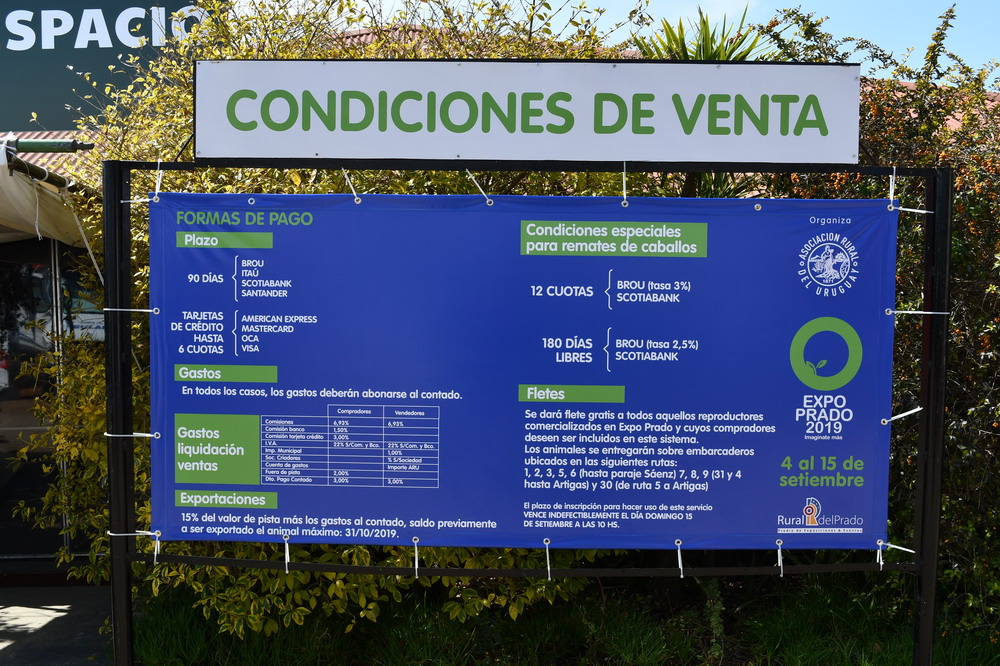 SPACIO
CONDICIONES DE VENTA
FORMAS DE PAGO
Plazo
90 DÍAS
BROU
ITAÚ
SCOTIABANK
SANTANDER
TARJETAS
DE CRÉDITO
HASTA
6 CUOTAS
AMERICAN EXPRESS
MASTERCARD
OCA
VISA
Gastos
En todos los casos, los gastos deberán abonarse al contado.
Gastos
liquidación
ventas
Compradores Vendedores
Comisiones 6,93% 6,93%
Comisión banco 1,50%
Comisión tarjeta crédito 3,00%
I.V.A. 22% S/Com. y Bco. 22% S/Com. y Bco.
Imp. Municipal 1,00%
Soc. Criadores % S/Sociedad
Cuenta de gastos Importe ARU
Fuera de pista 2,00%
Dto. Pago Contado 3,00% 3,00%
Exportaciones
15% del valor de pista más los gastos al contado, saldo previamente
a ser exportado el animal máximo: 31/10/2019.
Condiciones especiales
para remates de caballos
12 CUOTAS
BROU (tasa 3%)
SCOTIABANK
180 DÍAS
LIBRES
BROU (tasa 2,5%)
SCOTIABANK
Fletes
Se dará flete gratis a todos aquellos reproductores
comercializados en Expo Prado y cuyos compradores
deseen ser incluidos en este sistema.
Los animales se entregarán sobre embarcaderos
ubicados en las siguientes rutas:
1, 2, 3, 5, 6 (hasta paraje Sáenz) 7, 8, 9 (31 y 4
hasta Artigas) y 30 (de ruta 5 a Artigas)
El plazo de inscripción para hacer uso de este servicio
VENCE INDEFECTIBLEMENTE EL DÍA DOMINGO 15
DE SETIEMBRE A LAS 10 HS.
Organiza
ASOCIACION RURAL
DEL URUGUAY
1871
EXPO
PRADO
2019
Imaginate más
4 al 15 de
setiembre
Rural delPrado
Predio de Exposiciones & Eventos